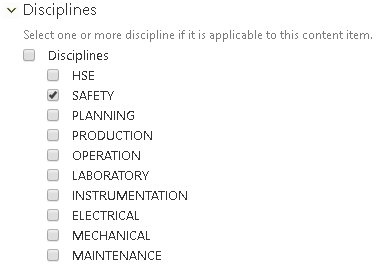 Disciplines
Select one or more discipline if it is applicable to this content item.
Disciplines
HSE
SAFETY
PLANNING
PRODUCTION
OPERATION
LABORATORY
INSTRUMENTATION
ELECTRICAL
MECHANICAL
MAINTENANCE